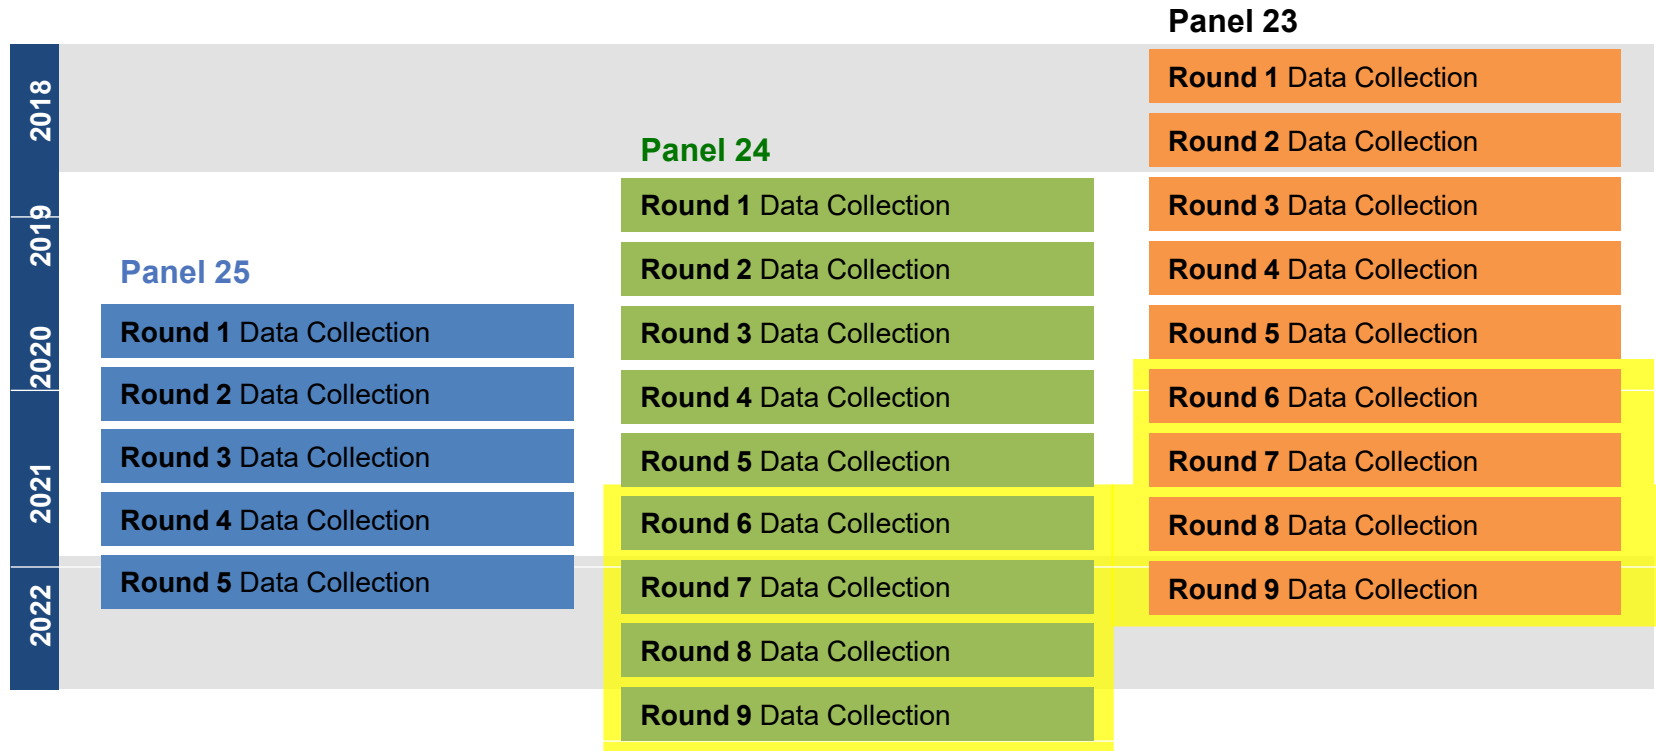 Panel 23
2018
Round 1 Data Collection
Round 2 Data Collection
Panel 24
2019
Round 1 Data Collection
Round 3 Data Collection
Round 2 Data Collection
Round 4 Data Collection
Panel 25
2020
Round 1 Data Collection
Round 3 Data Collection
Round 5 Data Collection
Round 2 Data Collection
Round 4 Data Collection
Round 6 Data Collection
2021
Round 3 Data Collection
Round 5 Data Collection
Round 7 Data Collection
Round 4 Data Collection
Round 6 Data Collection
Round 8 Data Collection
2022
Round 5 Data Collection
Round 7 Data Collection
Round 9 Data Collection
Round 8 Data Collection
Round 9 Data Collection